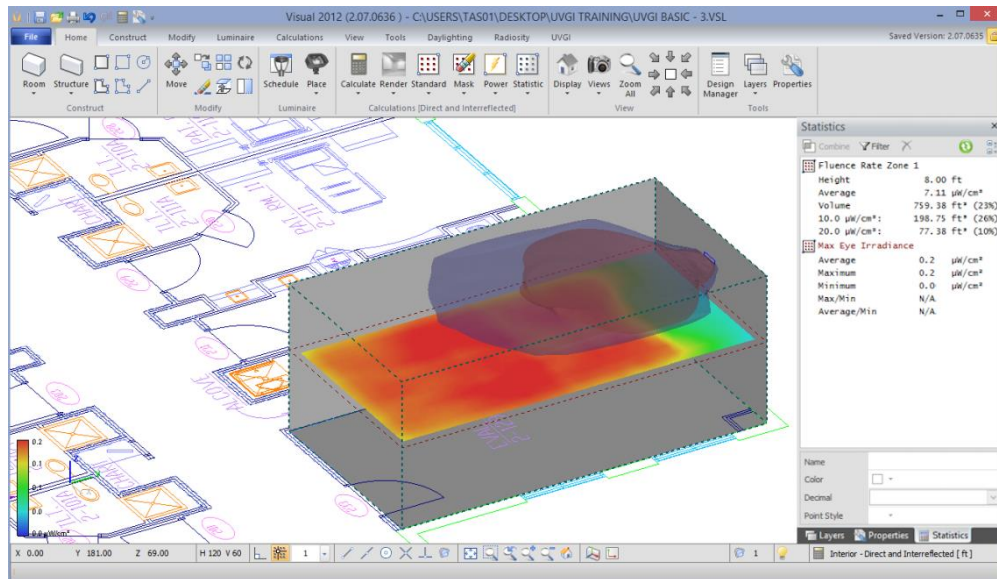 Visual 2012 (2.07.0636 ) - C:\USERS\TAS01\DESKTOP\UVGI TRAINING\UVGI BASIC - 3.VSL
File Home Construct Modify Luminaire Calculations View Tools Daylighting Radiosity UVGI Saved Version: 2.07.0635
Room Structure Move Schedule Place Calculate Render Standard Mask Power Statistic Display Views Zoom All Design Manager Layers Properties
Construct Modify Luminaire Calculations (Direct and Interreflected) View Tools
Statistics
Combine Filter
Fluence Rate Zone 1
Height 8.00 ft
Average 7.11 µW/cm²
Volume 759.38 ft³ (23%)
10.0 µW/cm²: 198.75 ft³ (26%)
20.0 µW/cm²: 77.38 ft³ (10%)
Max Eye Irradiance
Average 0.2 µW/cm²
Maximum 0.2 µW/cm²
Minimum 0.0 µW/cm²
Max/Min N/A
Average/Min N/A
ALCOVE
0.2
0.1
0.0
0.0 µW/cm²
Name
Color
Decimal
Point Style
Layers Properties Statistics
X 0.00 Y 181.00 Z 69.00 H 120 V 60 1 1 Interior - Direct and Interreflected [ ft ]